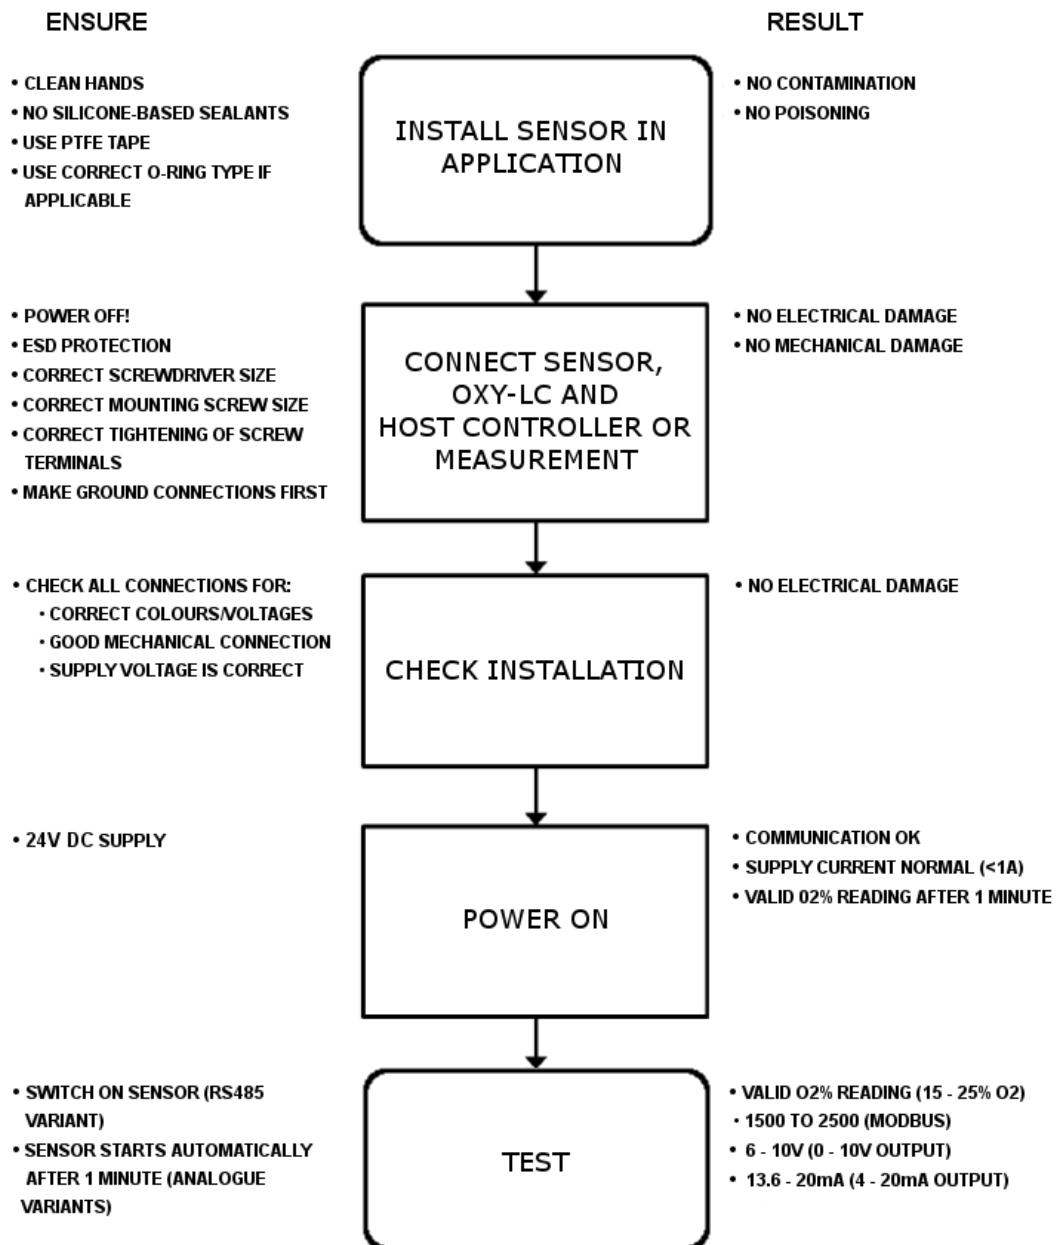 ENSURE
RESULT
• CLEAN HANDS
• NO SILICONE-BASED SEALANTS
• USE PTFE TAPE
• USE CORRECT O-RING TYPE IF
APPLICABLE
INSTALL SENSOR IN
APPLICATION
• NO CONTAMINATION
• NO POISONING
• POWER OFF!
• ESD PROTECTION
• CORRECT SCREWDRIVER SIZE
• CORRECT MOUNTING SCREW SIZE
• CORRECT TIGHTENING OF SCREW
TERMINALS
• MAKE GROUND CONNECTIONS FIRST
CONNECT SENSOR,
OXY-LC AND
HOST CONTROLLER OR
MEASUREMENT
• NO ELECTRICAL DAMAGE
• NO MECHANICAL DAMAGE
• CHECK ALL CONNECTIONS FOR:
• CORRECT COLOURS/VOLTAGES
• GOOD MECHANICAL CONNECTION
• SUPPLY VOLTAGE IS CORRECT
CHECK INSTALLATION
• NO ELECTRICAL DAMAGE
• 24V DC SUPPLY
POWER ON
• COMMUNICATION OK
• SUPPLY CURRENT NORMAL (<1A)
• VALID 02% READING AFTER 1 MINUTE
• SWITCH ON SENSOR (RS485
VARIANT)
• SENSOR STARTS AUTOMATICALLY
AFTER 1 MINUTE (ANALOGUE
VARIANTS)
TEST
• VALID O2% READING (15 - 25% O2)
• 1500 TO 2500 (MODBUS)
• 6 - 10V (0 - 10V OUTPUT)
• 13.6 - 20mA (4 - 20mA OUTPUT)